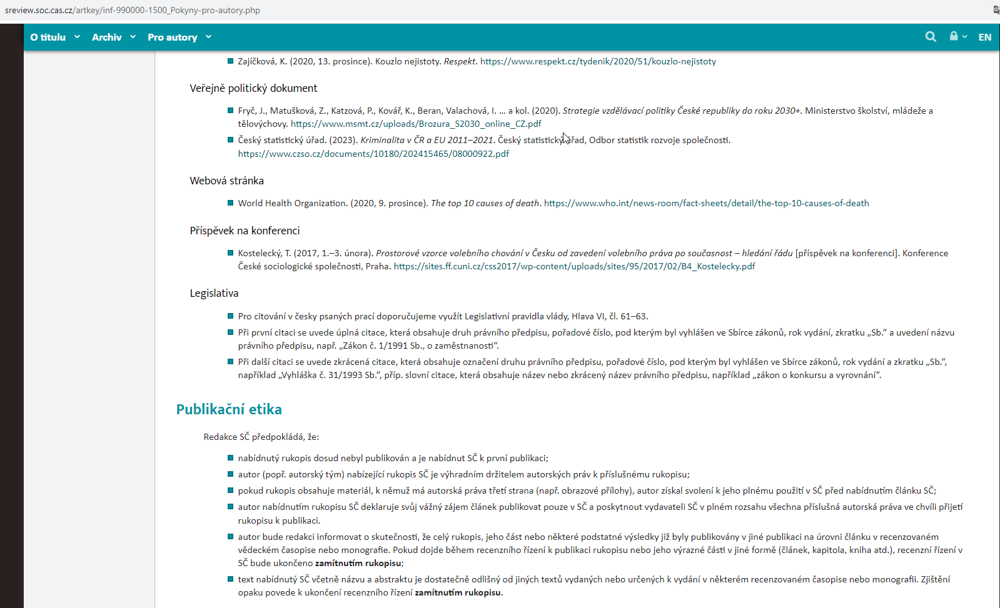 sreview.soc.cas.cz/artkey/inf-990000-1500_Pokyny-pro-autory.php
O titulu Archiv Pro autory EN
Zajíčková, K. (2020, 13. prosince). Kouzlo nejistoty. Respekt. https://www.respekt.cz/tydenik/2020/51/kouzlo-nejistoty
Veřejně politický dokument
Fryč, J., Matušková, Z., Katzová, P., Kovář, K., Beran, Valachová, I. … a kol. (2020). Strategie vzdělávací politiky České republiky do roku 2030+. Ministerstvo školství, mládeže a
tělovýchovy. https://www.msmt.cz/uploads/Brozura_S2030_online_CZ.pdf
Český statistický úřad. (2023). Kriminalita v ČR a EU 2011–2021. Český statistický úřad, Odbor statistik rozvoje společnosti.
https://www.czso.cz/documents/10180/202415465/08000922.pdf
Webová stránka
World Health Organization. (2020, 9. prosince). The top 10 causes of death. https://www.who.int/news-room/fact-sheets/detail/the-top-10-causes-of-death
Příspěvek na konferenci
Kostelecký, T. (2017, 1.–3. února). Prostorové vzorce volebního chování v Česku od zavedení volebního práva po současnost – hledání řádu [příspěvek na konferenci]. Konference
České sociologické společnosti, Praha. https://sites.ff.cuni.cz/css2017/wp-content/uploads/sites/95/2017/02/B4_Kostelecky.pdf
Legislativa
Pro citování v česky psaných prací doporučujeme využít Legislativní pravidla vlády, Hlava VI, čl. 61–63.
Při první citaci se uvede úplná citace, která obsahuje druh právního předpisu, pořadové číslo, pod kterým byl vyhlášen ve Sbírce zákonů, rok vydání, zkratku „Sb.“ a uvedení názvu
právního předpisu, např. „Zákon č. 1/1991 Sb., o zaměstnanosti“.
Při další citaci se uvede zkrácená citace, která obsahuje označení druhu právního předpisu, pořadové číslo, pod kterým byl vyhlášen ve Sbírce zákonů, rok vydání a zkratku „Sb.“,
například „Vyhláška č. 31/1993 Sb.“, příp. slovní citace, která obsahuje název nebo zkrácený název právního předpisu, například „zákon o konkursu a vyrovnání“.
Publikační etika
Redakce SČ předpokládá, že:
nabídnutý rukopis dosud nebyl publikován a je nabídnut SČ k první publikaci;
autor (popř. autorský tým) nabízející rukopis SČ je výhradním držitelem autorských práv k příslušnému rukopisu;
pokud rukopis obsahuje materiál, k němuž má autorská práva třetí strana (např. obrazové přílohy), autor získal svolení k jeho plnému použití v SČ před nabídnutím článku SČ;
autor nabídnutím rukopisu SČ deklaruje svůj vážný zájem článek publikovat pouze v SČ a poskytnout vydavateli SČ v plném rozsahu všechna příslušná autorská práva ve chvíli přijetí
rukopisu k publikaci.
autor bude redakci informovat o skutečnosti, že celý rukopis, jeho část nebo některé podstatné výsledky již byly publikovány v jiné publikaci na úrovni článku v recenzovaném
vědeckém časopise nebo monografie. Pokud dojde během recenzního řízení k publikaci rukopisu nebo jeho výrazné části v jiné formě (článek, kapitola, kniha atd.), recenzní řízení v
SČ bude ukončeno zamítnutím rukopisu;
text nabídnutý SČ včetně názvu a abstraktu je dostatečně odlišný od jiných textů vydaných nebo určených k vydání v některém recenzovaném časopise nebo monografii. Zjištění
opaku povede k ukončení recenzního řízení zamítnutím rukopisu.